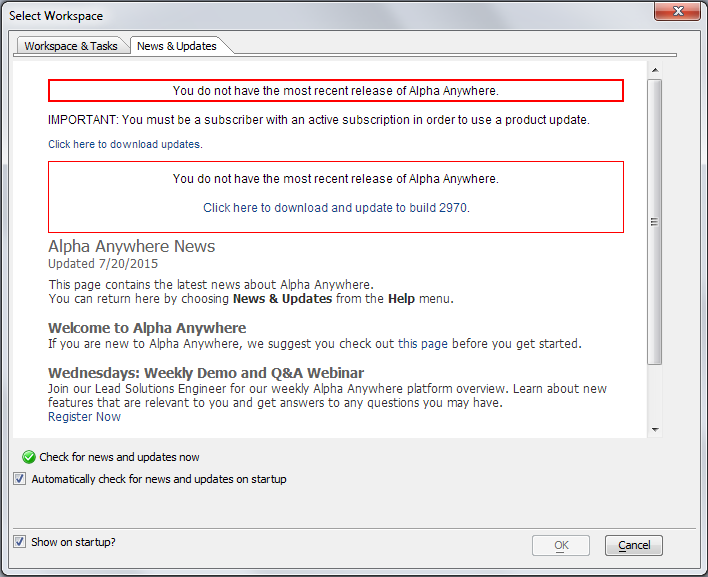 Select Workspace
Workspace & Tasks
News & Updates
You do not have the most recent release of Alpha Anywhere.
IMPORTANT: You must be a subscriber with an active subscription in order to use a product update.
Click here to download updates.
You do not have the most recent release of Alpha Anywhere.
Click here to download and update to build 2970.
Alpha Anywhere News
Updated 7/20/2015
This page contains the latest news about Alpha Anywhere.
You can return here by choosing News & Updates from the Help menu.
Welcome to Alpha Anywhere
If you are new to Alpha Anywhere, we suggest you check out this page before you get started.
Wednesdays: Weekly Demo and Q&A Webinar
Join our Lead Solutions Engineer for our weekly Alpha Anywhere platform overview. Learn about new
features that are relevant to you and get answers to any questions you may have.
Register Now
Check for news and updates now
Automatically check for news and updates on startup
Show on startup?
OK
Cancel